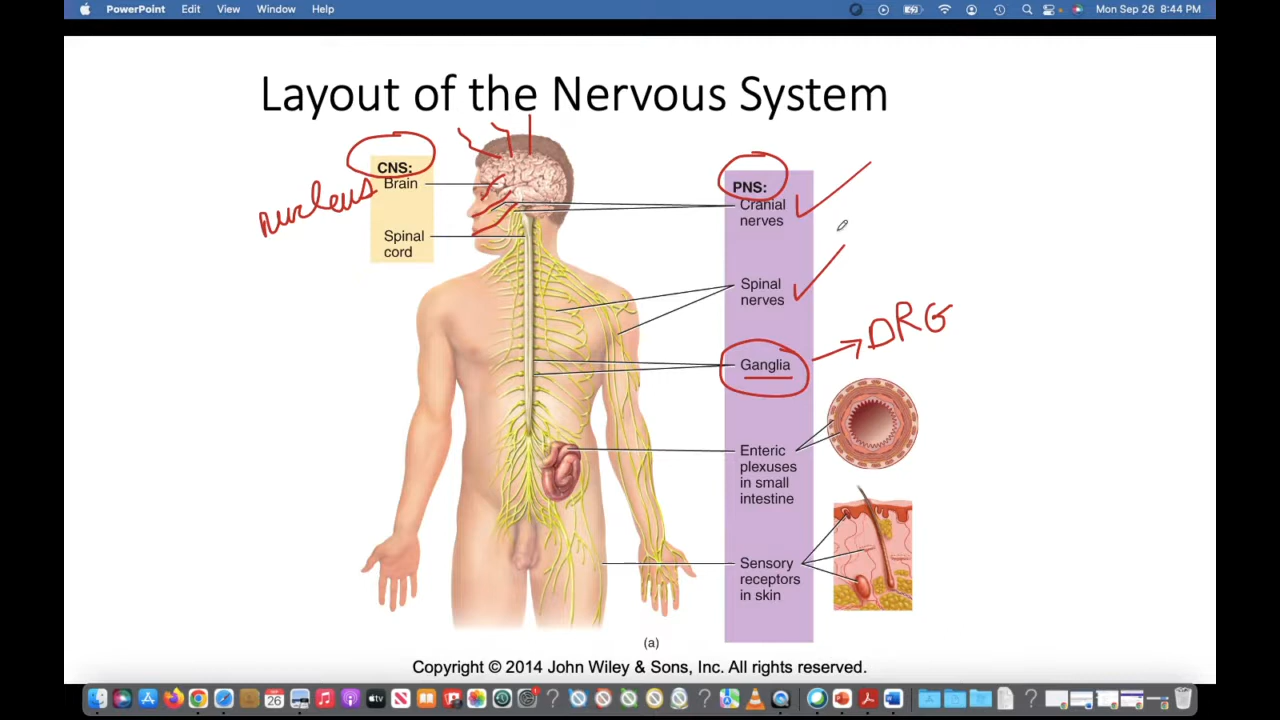 PowerPoint Edit View Window Help Mon Sep 26 8:44 PM
Layout of the Nervous System
CNS:
Brain
nucleus
Spinal
cord
PNS:
Cranial
nerves
Spinal
nerves
Ganglia
DRG
Enteric
plexuses
in small
intestine
Sensory
receptors
in skin
(a)
Copyright © 2014 John Wiley & Sons, Inc. All rights reserved.